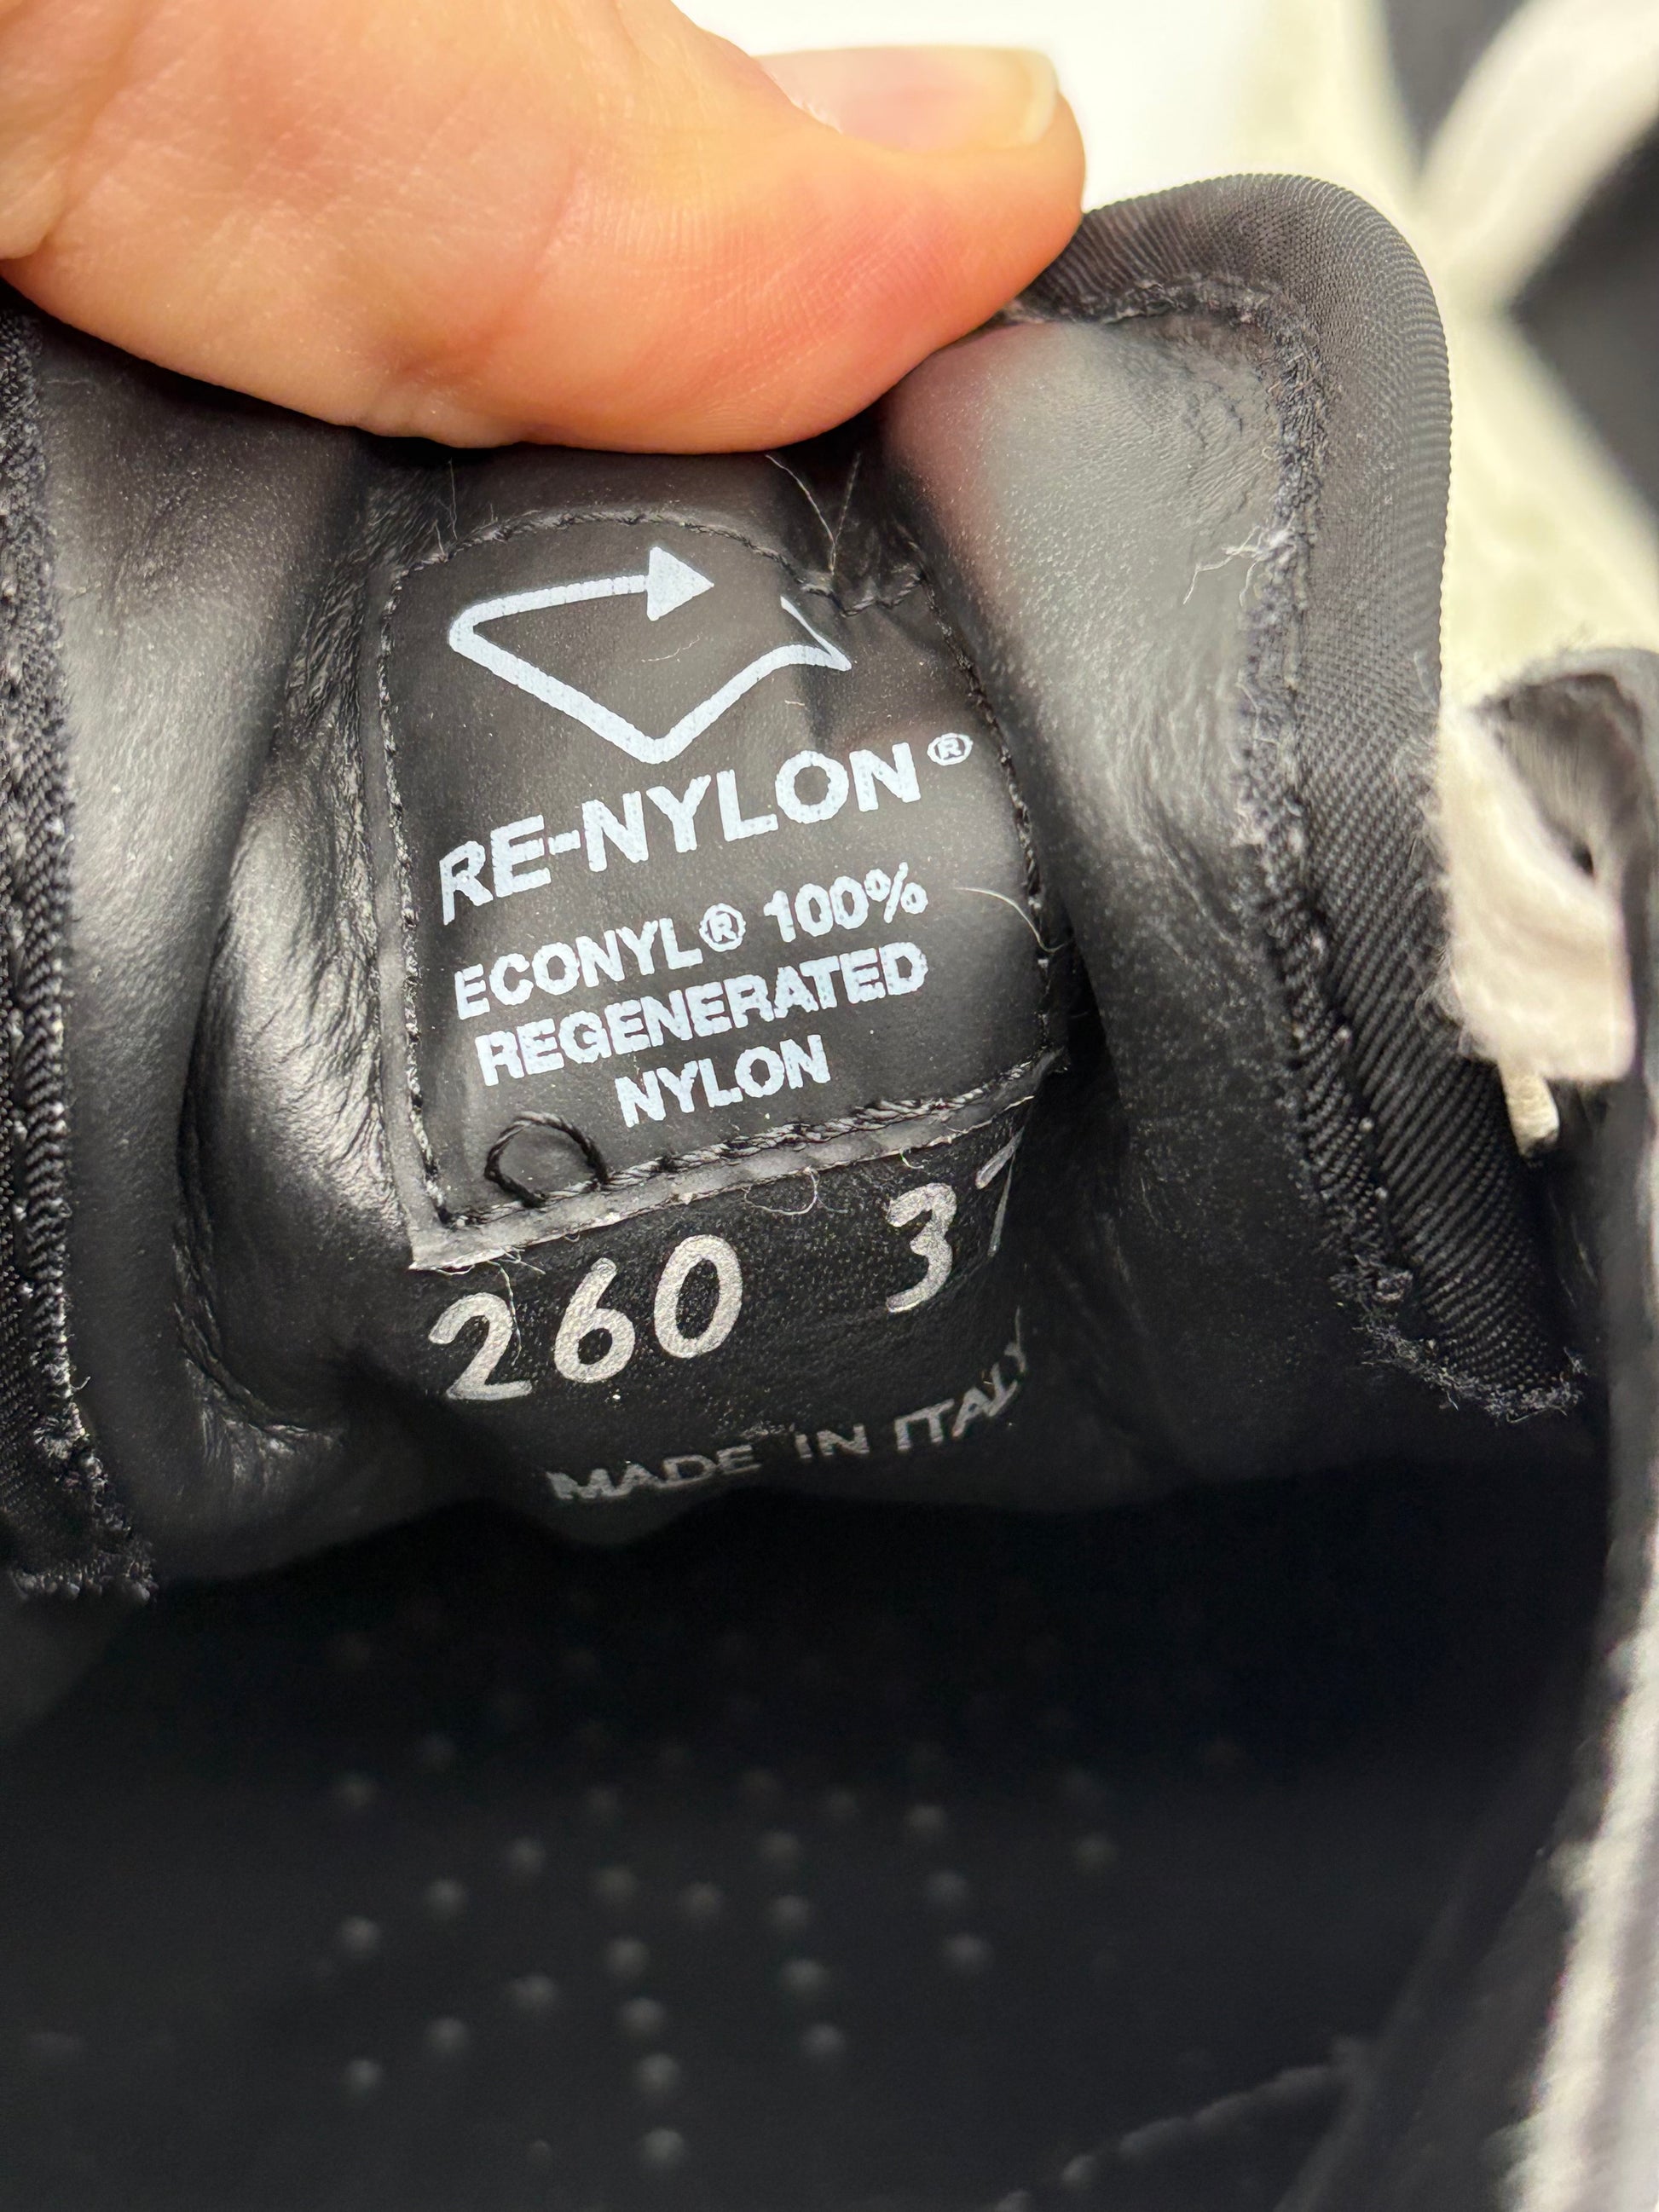 RE-NYLON®
ECONYL® 100%
REGENERATED
NYLON
260 37
MADE IN ITALY